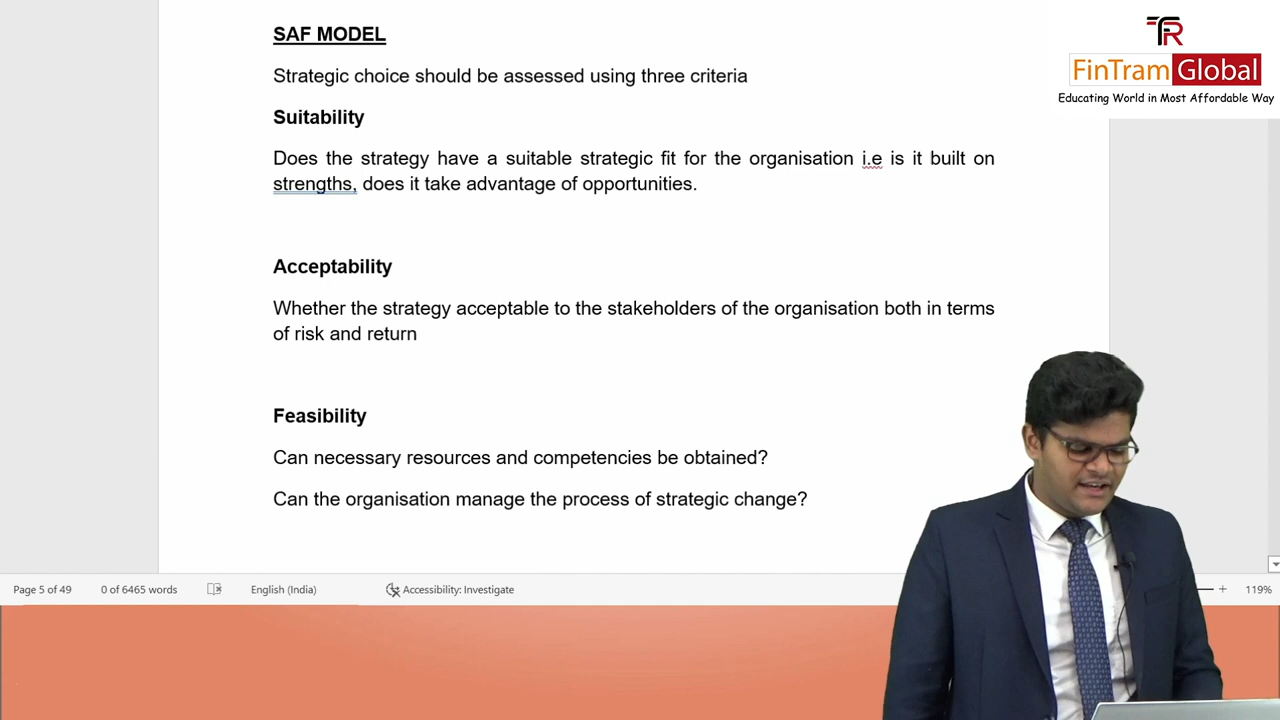 SAF MODEL
Strategic choice should be assessed using three criteria
Suitability
Does the strategy have a suitable strategic fit for the organisation i.e is it built on
strengths, does it take advantage of opportunities.
Acceptability
Whether the strategy acceptable to the stakeholders of the organisation both in terms
of risk and return
Feasibility
Can necessary resources and competencies be obtained?
Can the organisation manage the process of strategic change?
TR
FinTram Global
Educating World in Most Affordable Way
Page 5 of 49 0 of 6465 words English (India) Accessibility: Investigate 119%